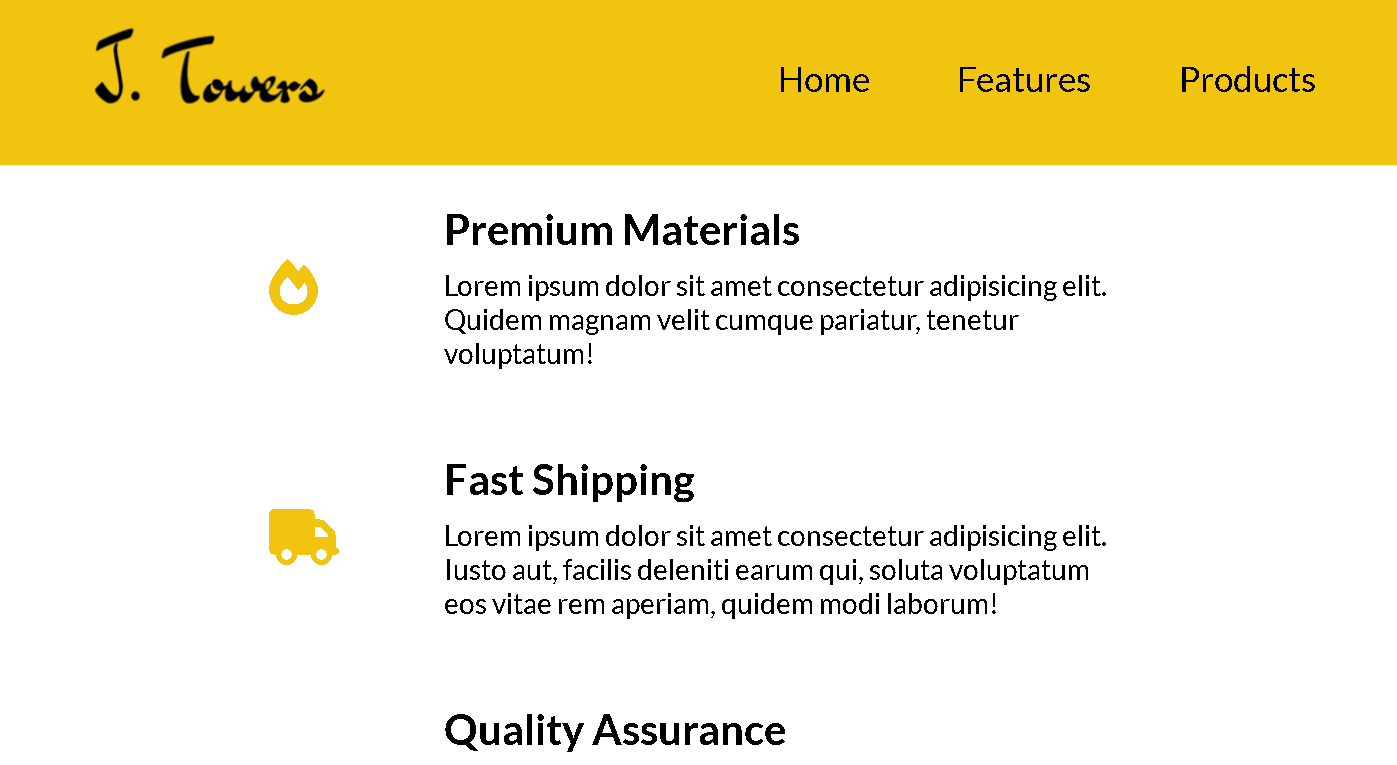 J. Towers
Home Features Products
Premium Materials
Lorem ipsum dolor sit amet consectetur adipisicing elit.
Quidem magnam velit cumque pariatur, tenetur
voluptatum!
Fast Shipping
Lorem ipsum dolor sit amet consectetur adipisicing elit.
Iusto aut, facilis deleniti earum qui, soluta voluptatum
eos vitae rem aperiam, quidem modi laborum!
Quality Assurance